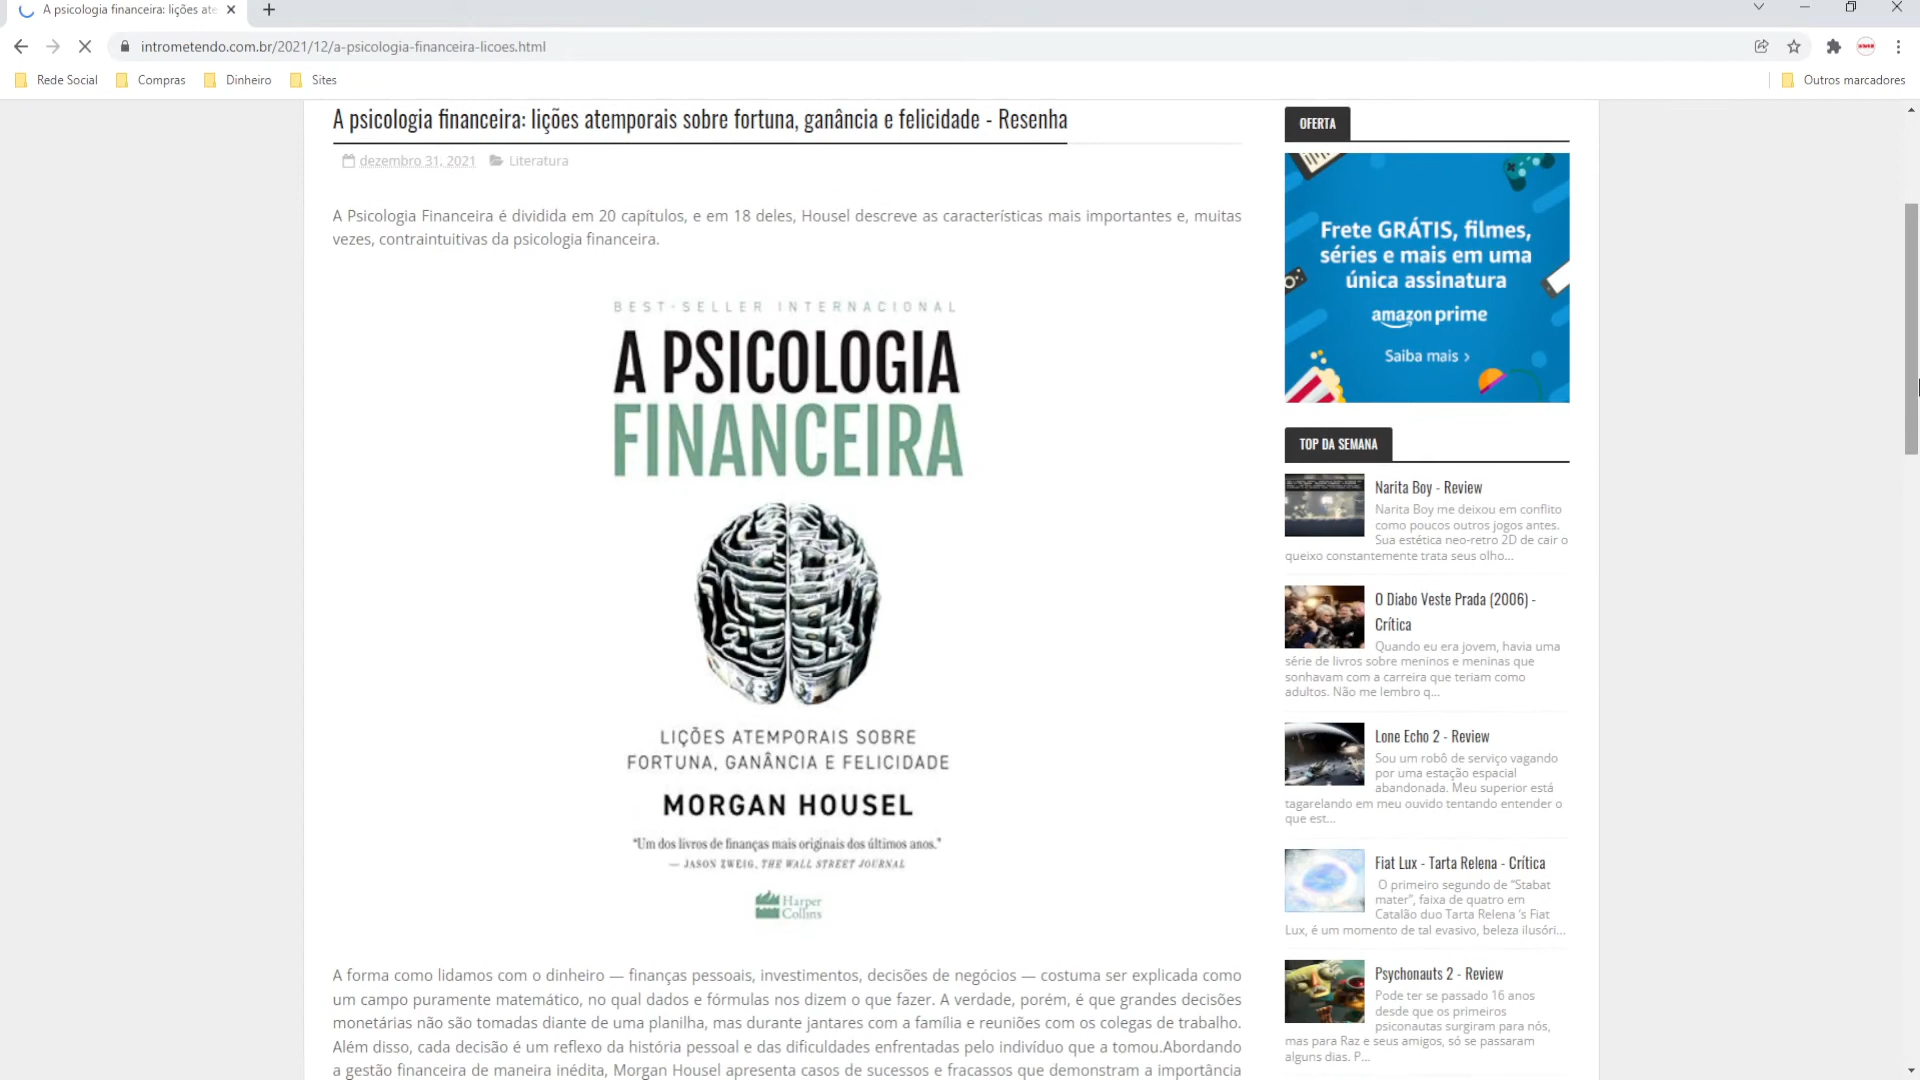 A psicologia financeira: lições ate
intrometendo.com.br/2021/12/a-psicologia-financeira-licoes.html
Rede Social
Compras
Dinheiro
Sites
Outros marcadores
A psicologia financeira: lições atemporais sobre fortuna, ganância e felicidade - Resenha
dezembro 31, 2021
Literatura
A Psicologia Financeira é dividida em 20 capítulos, e em 18 deles, Housel descreve as características mais importantes e, muitas
vezes, contraintuitivas da psicologia financeira.
BEST-SELLER INTERNACIONAL
A PSICOLOGIA
FINANCEIRA
LIÇÕES ATEMPORAIS SOBRE
FORTUNA, GANÂNCIA E FELICIDADE
MORGAN HOUSEL
"Um dos livros de finanças mais originais dos últimos anos."
— JASON ZWEIG, THE WALL STREET JOURNAL
Harper
Collins
A forma como lidamos com o dinheiro — finanças pessoais, investimentos, decisões de negócios — costuma ser explicada como
um campo puramente matemático, no qual dados e fórmulas nos dizem o que fazer. A verdade, porém, é que grandes decisões
monetárias não são tomadas diante de uma planilha, mas durante jantares com a família e reuniões com os colegas de trabalho.
Além disso, cada decisão é um reflexo da história pessoal e das dificuldades enfrentadas pelo indivíduo que a tomou.Abordando
a gestão financeira de maneira inédita, Morgan Housel apresenta casos de sucessos e fracassos que demonstram a importância
OFERTA
Frete GRÁTIS, filmes,
séries e mais em uma
única assinatura
amazon prime
Saiba mais ›
TOP DA SEMANA
Narita Boy - Review
Narita Boy me deixou em conflito
como poucos outros jogos antes.
Sua estética neo-retro 2D de cair o
queixo constantemente trata seus olho...
O Diabo Veste Prada (2006) -
Crítica
Quando eu era jovem, havia uma
série de livros sobre meninos e meninas que
sonhavam com a carreira que teriam como
adultos. Não me lembro q...
Lone Echo 2 - Review
Sou um robô de serviço vagando
por uma estação espacial
abandonada. Meu superior está
tagarelando em meu ouvido tentando entender o
que est...
Fiat Lux - Tarta Relena - Crítica
O primeiro segundo de “Stabat
mater”, faixa de quatro em
Catalão duo Tarta Relena ‘s Fiat
Lux, é um momento de tal evasivo, beleza ilusóri...
Psychonauts 2 - Review
Pode ter se passado 16 anos
desde que os primeiros
psiconautas surgiram para nós,
mas para Raz e seus amigos, só se passaram
alguns dias. P...